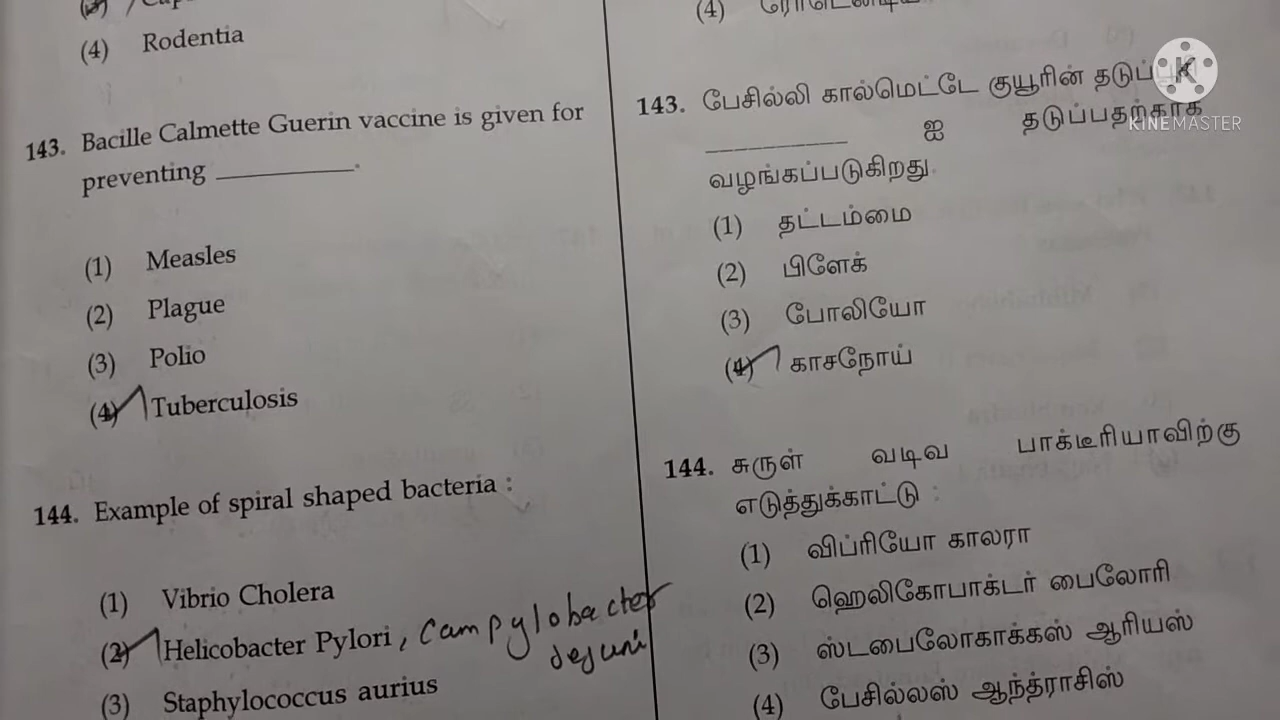 (4) Rodentia
143. Bacille Calmette Guerin vaccine is given for
preventing ___________.
(1) Measles
(2) Plague
(3) Polio
(4) Tuberculosis
144. Example of spiral shaped bacteria :
(1) Vibrio Cholera
(2) Helicobacter Pylori, Campylobacter
jejuni
(3) Staphylococcus aurius
(4)
143. பேசில்லி கால்மெட்டே குயூரின்
___________ ஐ தடுப்பதற்காக
வழங்கப்படுகிறது.
(1) தட்டம்மை
(2) பிளேக்
(3) போலியோ
(4) காசநோய்
144. சுருள் வடிவ பாக்டீரியாவிற்கு
எடுத்துக்காட்டு :
(1) விப்ரியோ காலரா
(2) ஹெலிகோபாக்டர் பைலோரி
(3) ஸ்டபைலோகாக்கஸ் ஆரியஸ்
(4) பேசில்லஸ் ஆந்த்ராசிஸ்
K
KINEMASTER